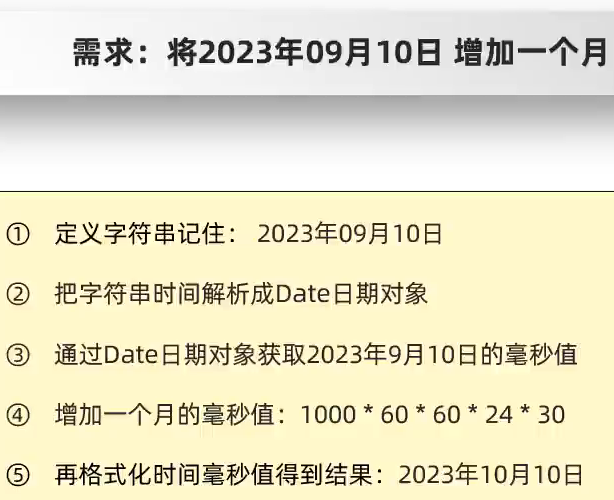 需求：将2023年09月10日 增加一个月
① 定义字符串记住： 2023年09月10日
② 把字符串时间解析成Date日期对象
③ 通过Date日期对象获取2023年9月10日的毫秒值
④ 增加一个月的毫秒值：1000 * 60 * 60 * 24 * 30
⑤ 再格式化时间毫秒值得到结果：2023年10月10日